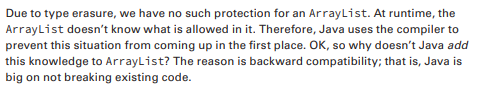 Due to type erasure, we have no such protection for an ArrayList. At runtime, the
ArrayList doesn't know what is allowed in it. Therefore, Java uses the compiler to
prevent this situation from coming up in the first place. OK, so why doesn't Java add
this knowledge to ArrayList? The reason is backward compatibility; that is, Java is
big on not breaking existing code.